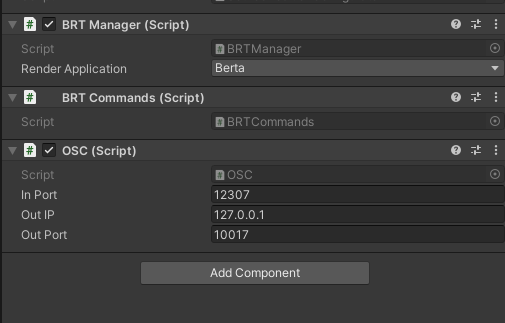 BRT Manager (Script)
Script BRTManager
Render Application Berta
BRT Commands (Script)
Script BRTCommands
OSC (Script)
Script OSC
In Port 12307
Out IP 127.0.0.1
Out Port 10017
Add Component